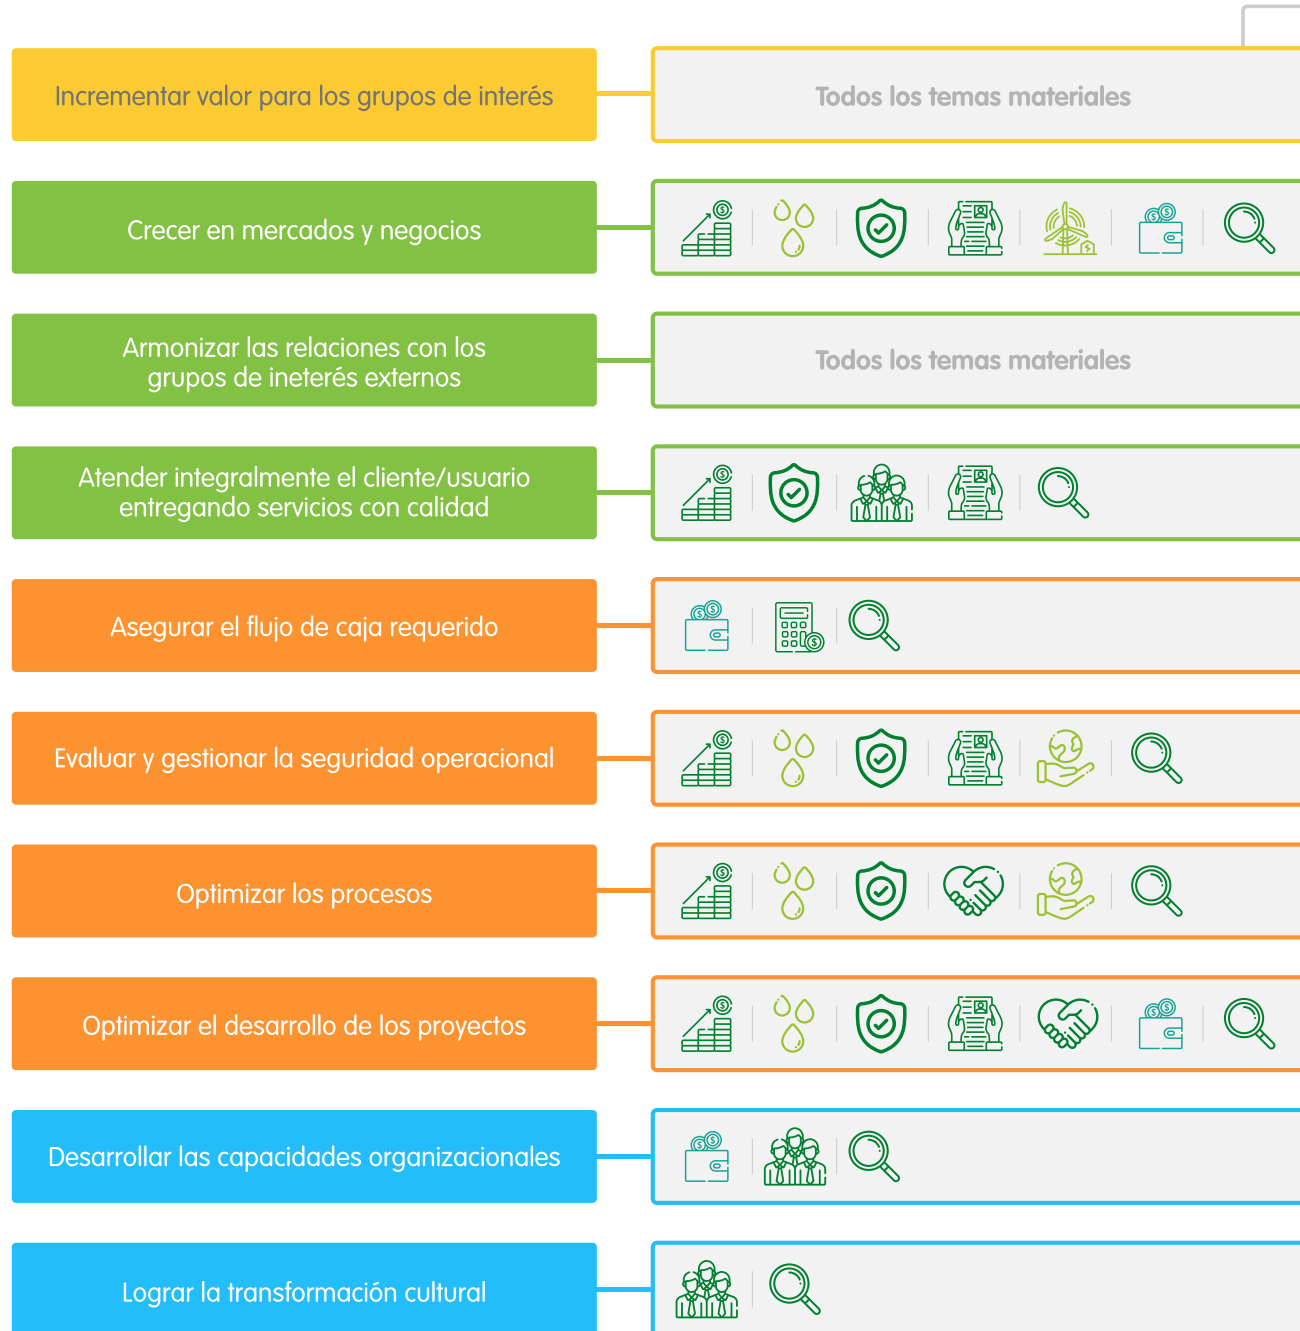 Incrementar valor para los grupos de interés
Todos los temas materiales
Crecer en mercados y negocios
Armonizar las relaciones con los
grupos de ineterés externos
Todos los temas materiales
Atender integralmente el cliente/usuario
entregando servicios con calidad
Asegurar el flujo de caja requerido
Evaluar y gestionar la seguridad operacional
Optimizar los procesos
Optimizar el desarrollo de los proyectos
Desarrollar las capacidades organizacionales
Lograr la transformación cultural